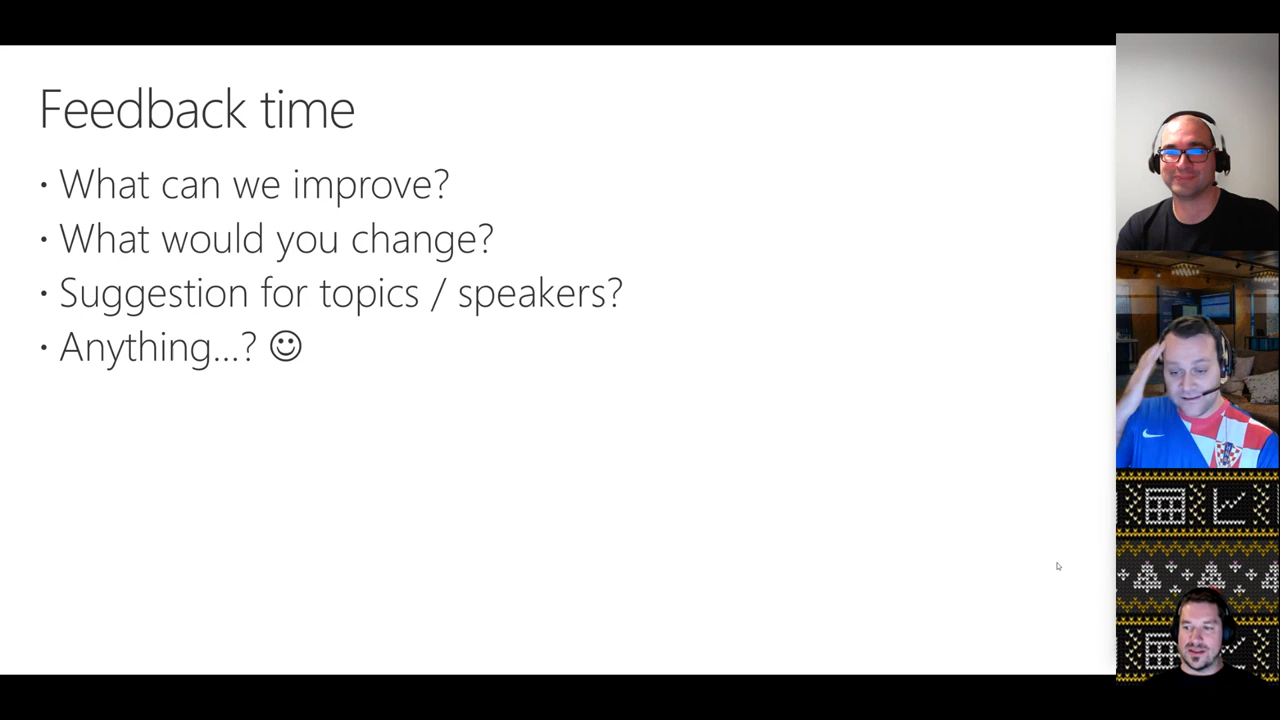 Feedback time
• What can we improve?
• What would you change?
• Suggestion for topics / speakers?
• Anything...? ☺